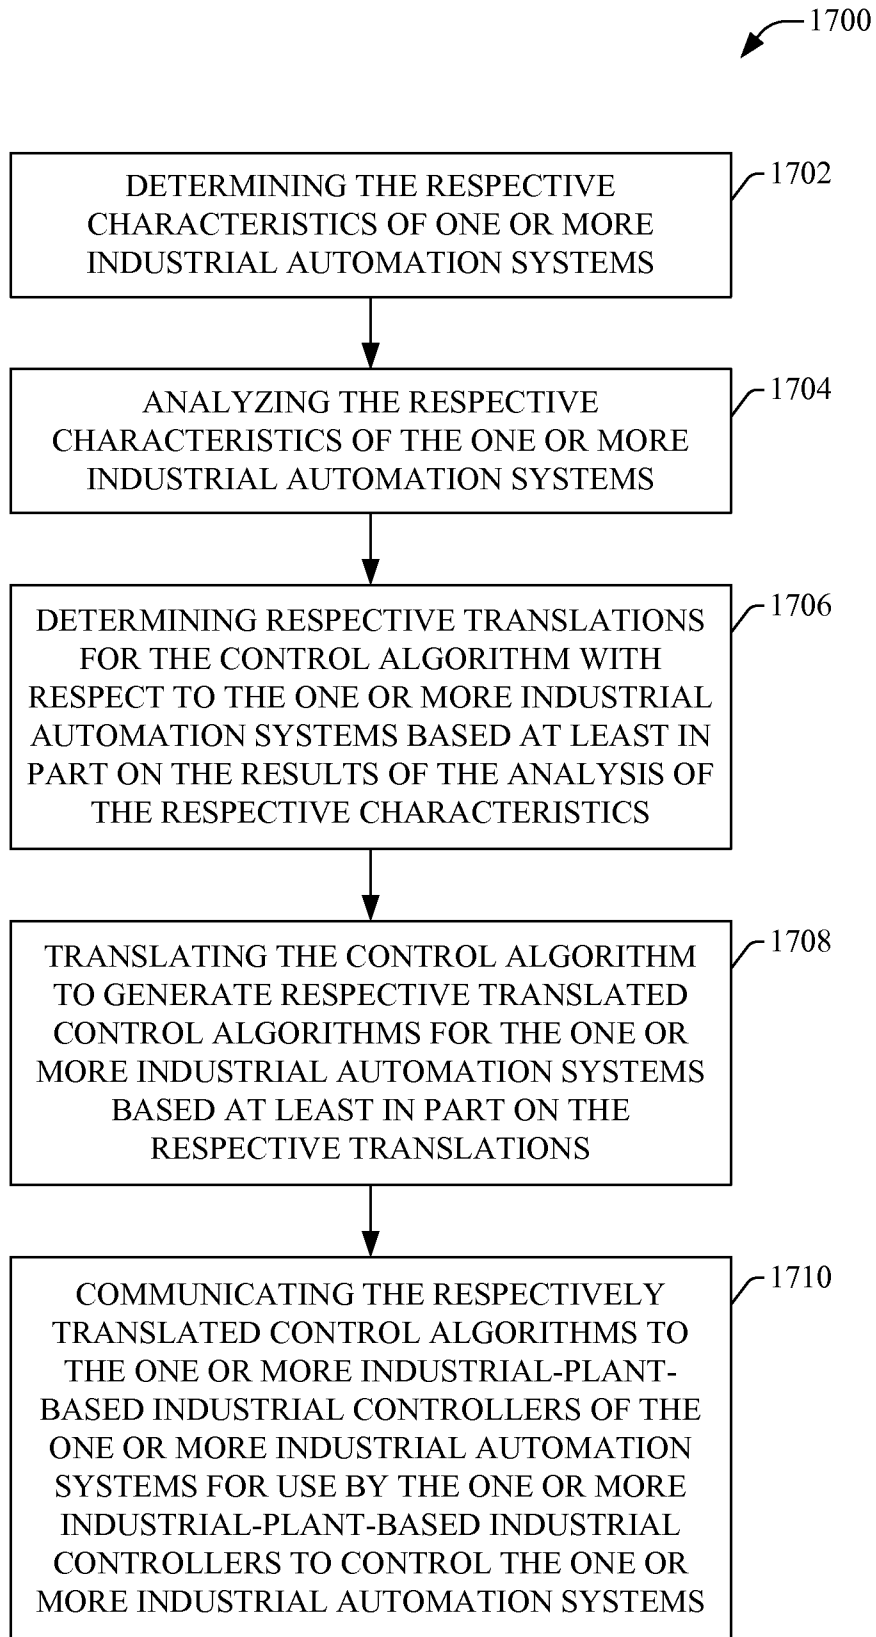 1700
1702
DETERMINING THE RESPECTIVE
CHARACTERISTICS OF ONE OR MORE
INDUSTRIAL AUTOMATION SYSTEMS
1704
ANALYZING THE RESPECTIVE
CHARACTERISTICS OF THE ONE OR MORE
INDUSTRIAL AUTOMATION SYSTEMS
1706
DETERMINING RESPECTIVE TRANSLATIONS
FOR THE CONTROL ALGORITHM WITH
RESPECT TO THE ONE OR MORE INDUSTRIAL
AUTOMATION SYSTEMS BASED AT LEAST IN
PART ON THE RESULTS OF THE ANALYSIS OF
THE RESPECTIVE CHARACTERISTICS
1708
TRANSLATING THE CONTROL ALGORITHM
TO GENERATE RESPECTIVE TRANSLATED
CONTROL ALGORITHMS FOR THE ONE OR
MORE INDUSTRIAL AUTOMATION SYSTEMS
BASED AT LEAST IN PART ON THE
RESPECTIVE TRANSLATIONS
1710
COMMUNICATING THE RESPECTIVELY
TRANSLATED CONTROL ALGORITHMS TO
THE ONE OR MORE INDUSTRIAL-PLANT-
BASED INDUSTRIAL CONTROLLERS OF THE
ONE OR MORE INDUSTRIAL AUTOMATION
SYSTEMS FOR USE BY THE ONE OR MORE
INDUSTRIAL-PLANT-BASED INDUSTRIAL
CONTROLLERS TO CONTROL THE ONE OR
MORE INDUSTRIAL AUTOMATION SYSTEMS